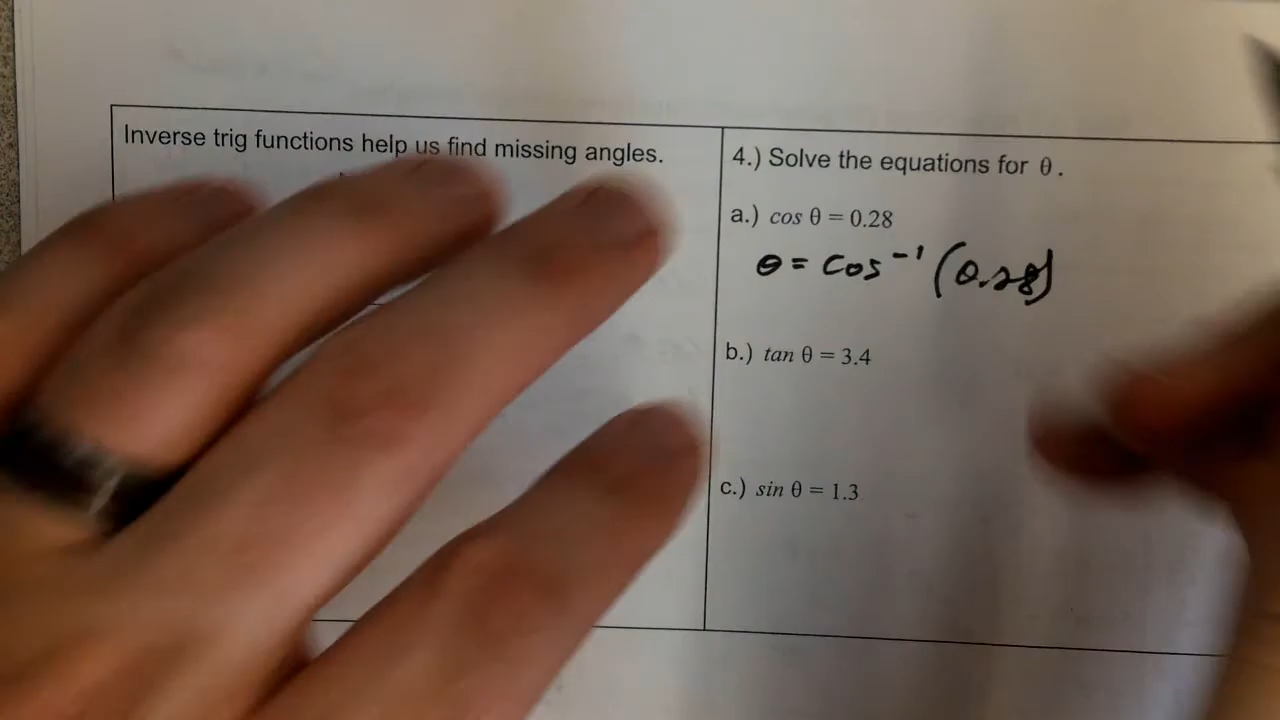 Inverse trig functions help us find missing angles.
4.) Solve the equations for θ.
a.) cos θ = 0.28
θ = cos⁻¹ (0.28)
b.) tan θ = 3.4
c.) sin θ = 1.3